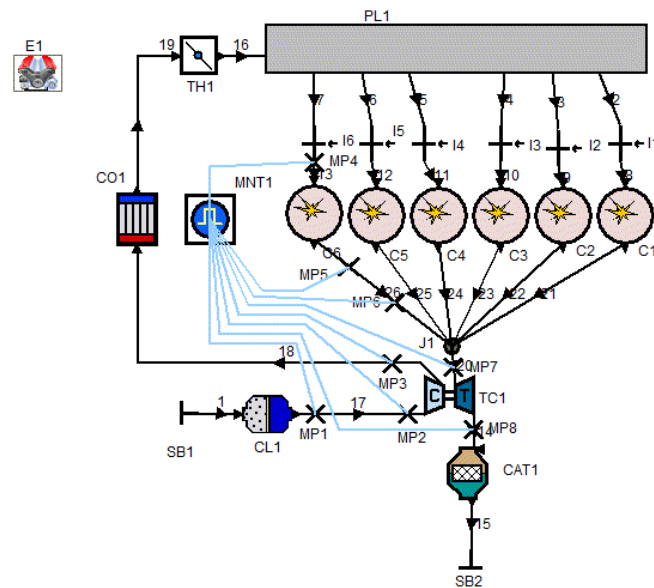 PL1
E1
19
16
TH1
7
6
5
4
3
2
I6
I5
I4
I3
I2
MP4
CO1
MNT1
13
12
11
10
9
8
C6
C5
C4
C3
C2
C1
MP5
MP6
26
25
24
23
22
21
J1
18
MP3
20
MP7
C
T
TC1
1
17
SB1
CL1
MP1
MP2
MP8
14
CAT1
15
SB2